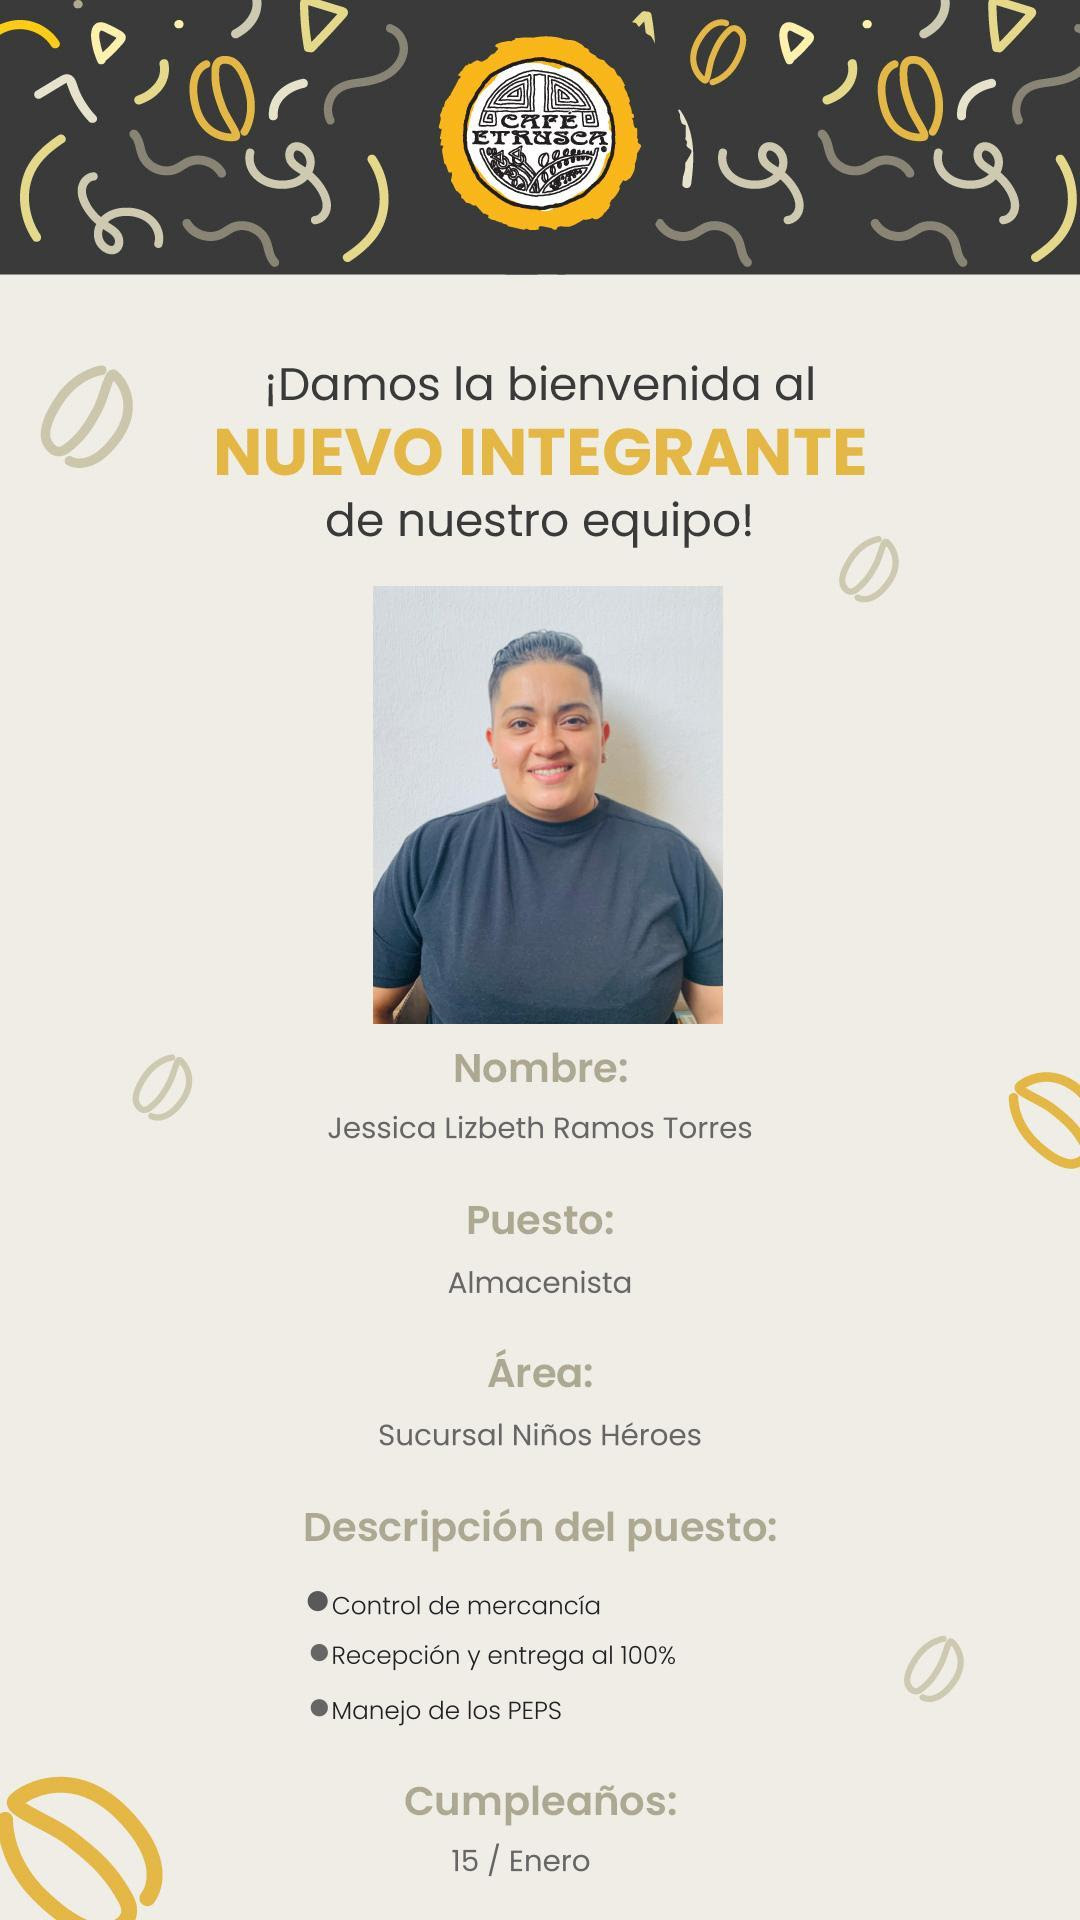 CAFÉ
ETRUSCA
¡Damos la bienvenida al
NUEVO INTEGRANTE
de nuestro equipo!
Nombre:
Jessica Lizbeth Ramos Torres
Puesto:
Almacenista
Área:
Sucursal Niños Héroes
Descripción del puesto:
Control de mercancía
Recepción y entrega al 100%
Manejo de los PEPS
Cumpleaños:
15 / Enero